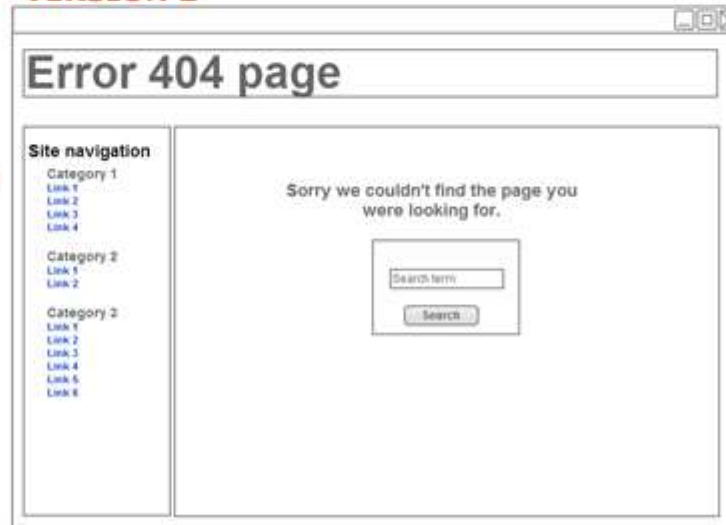 Error 404 page
Site navigation
Category 1
Link 1
Link 2
Link 3
Link 4
Category 2
Link 1
Link 2
Category 3
Link 1
Link 2
Link 3
Link 4
Link 5
Link 6
Sorry we couldn't find the page you
were looking for.
Search term
Search